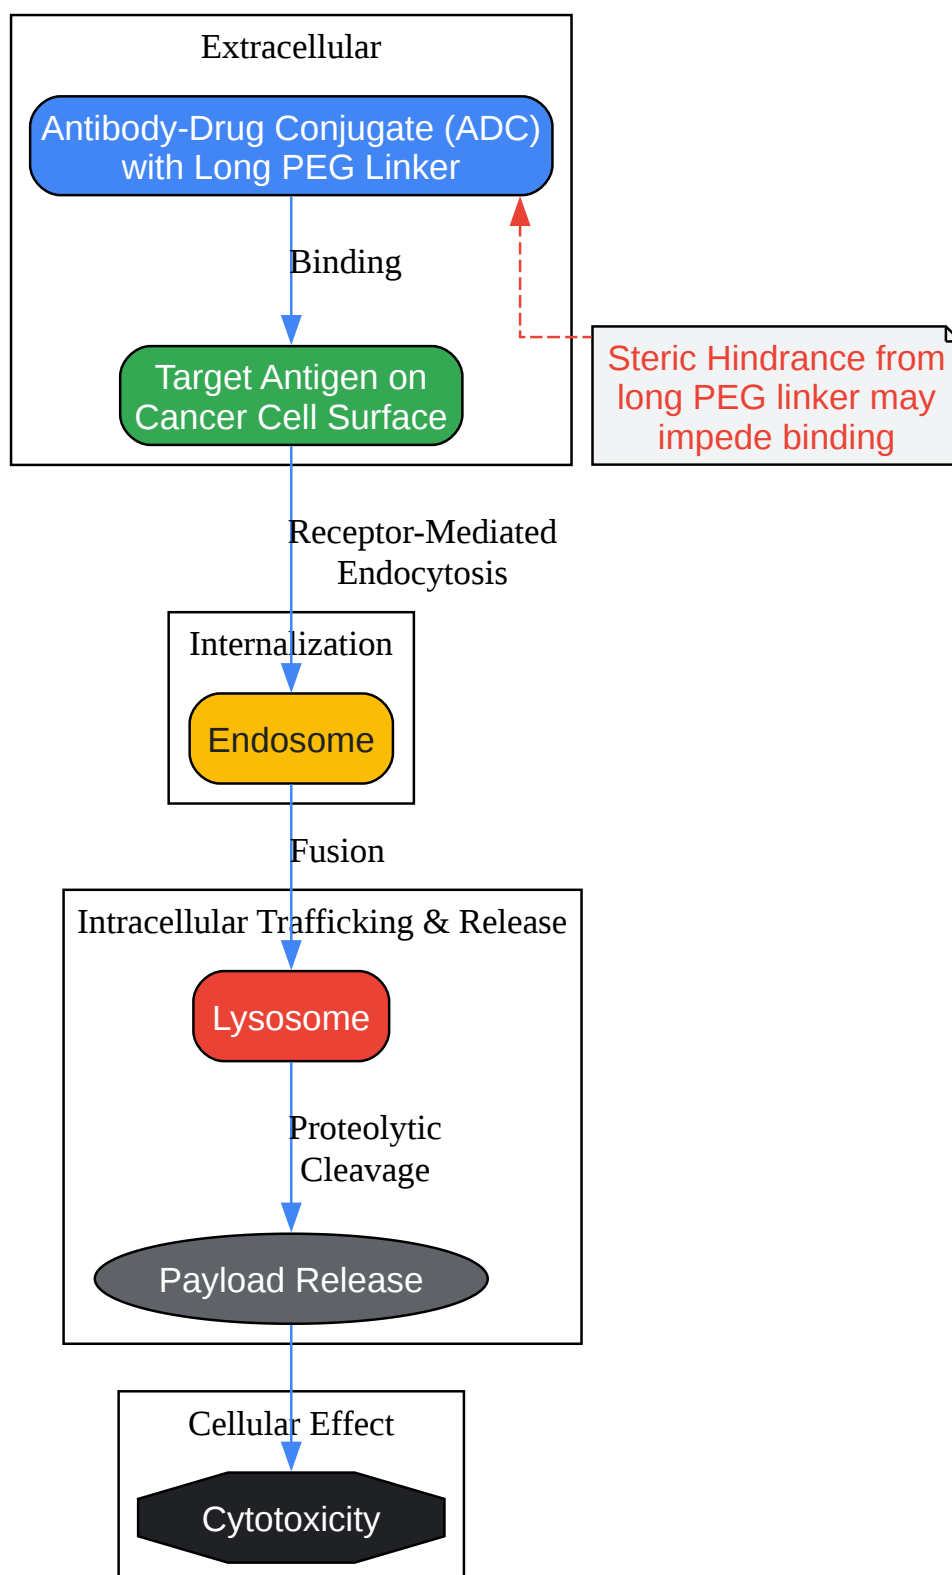 Extracellular
Antibody-Drug Conjugate (ADC)
with Long PEG Linker
Binding
Target Antigen on
Cancer Cell Surface
Steric Hindrance from
long PEG linker may
impede binding
Receptor-Mediated
Endocytosis
Internalization
Endosome
Fusion
Intracellular Trafficking & Release
Lysosome
Proteolytic
Cleavage
Payload Release
Cellular Effect
Cytotoxicity